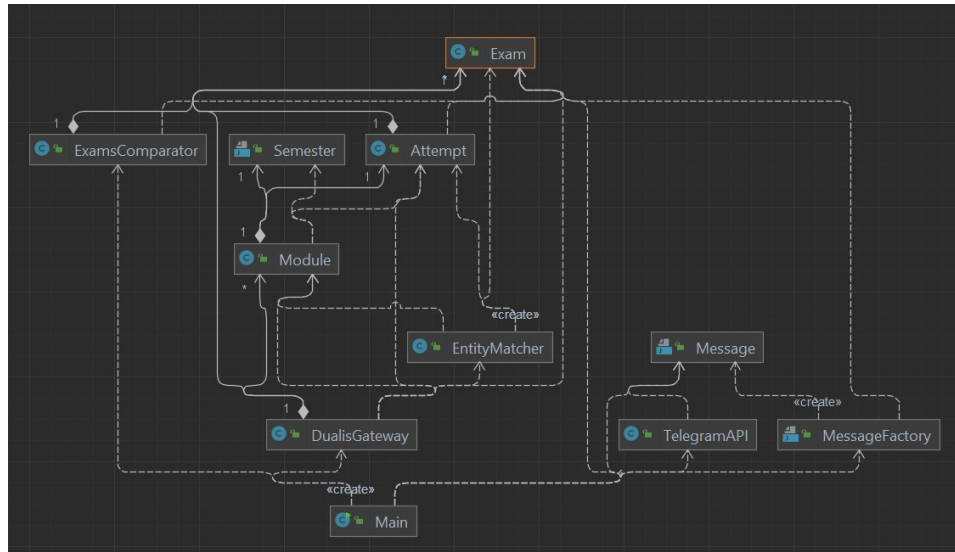 Exam
*
1
1
ExamsComparator
Semester
Attempt
1
1
1
Module
*
«create»
EntityMatcher
Message
«create»
1
DualisGateway
TelegramAPI
MessageFactory
«create»
Main